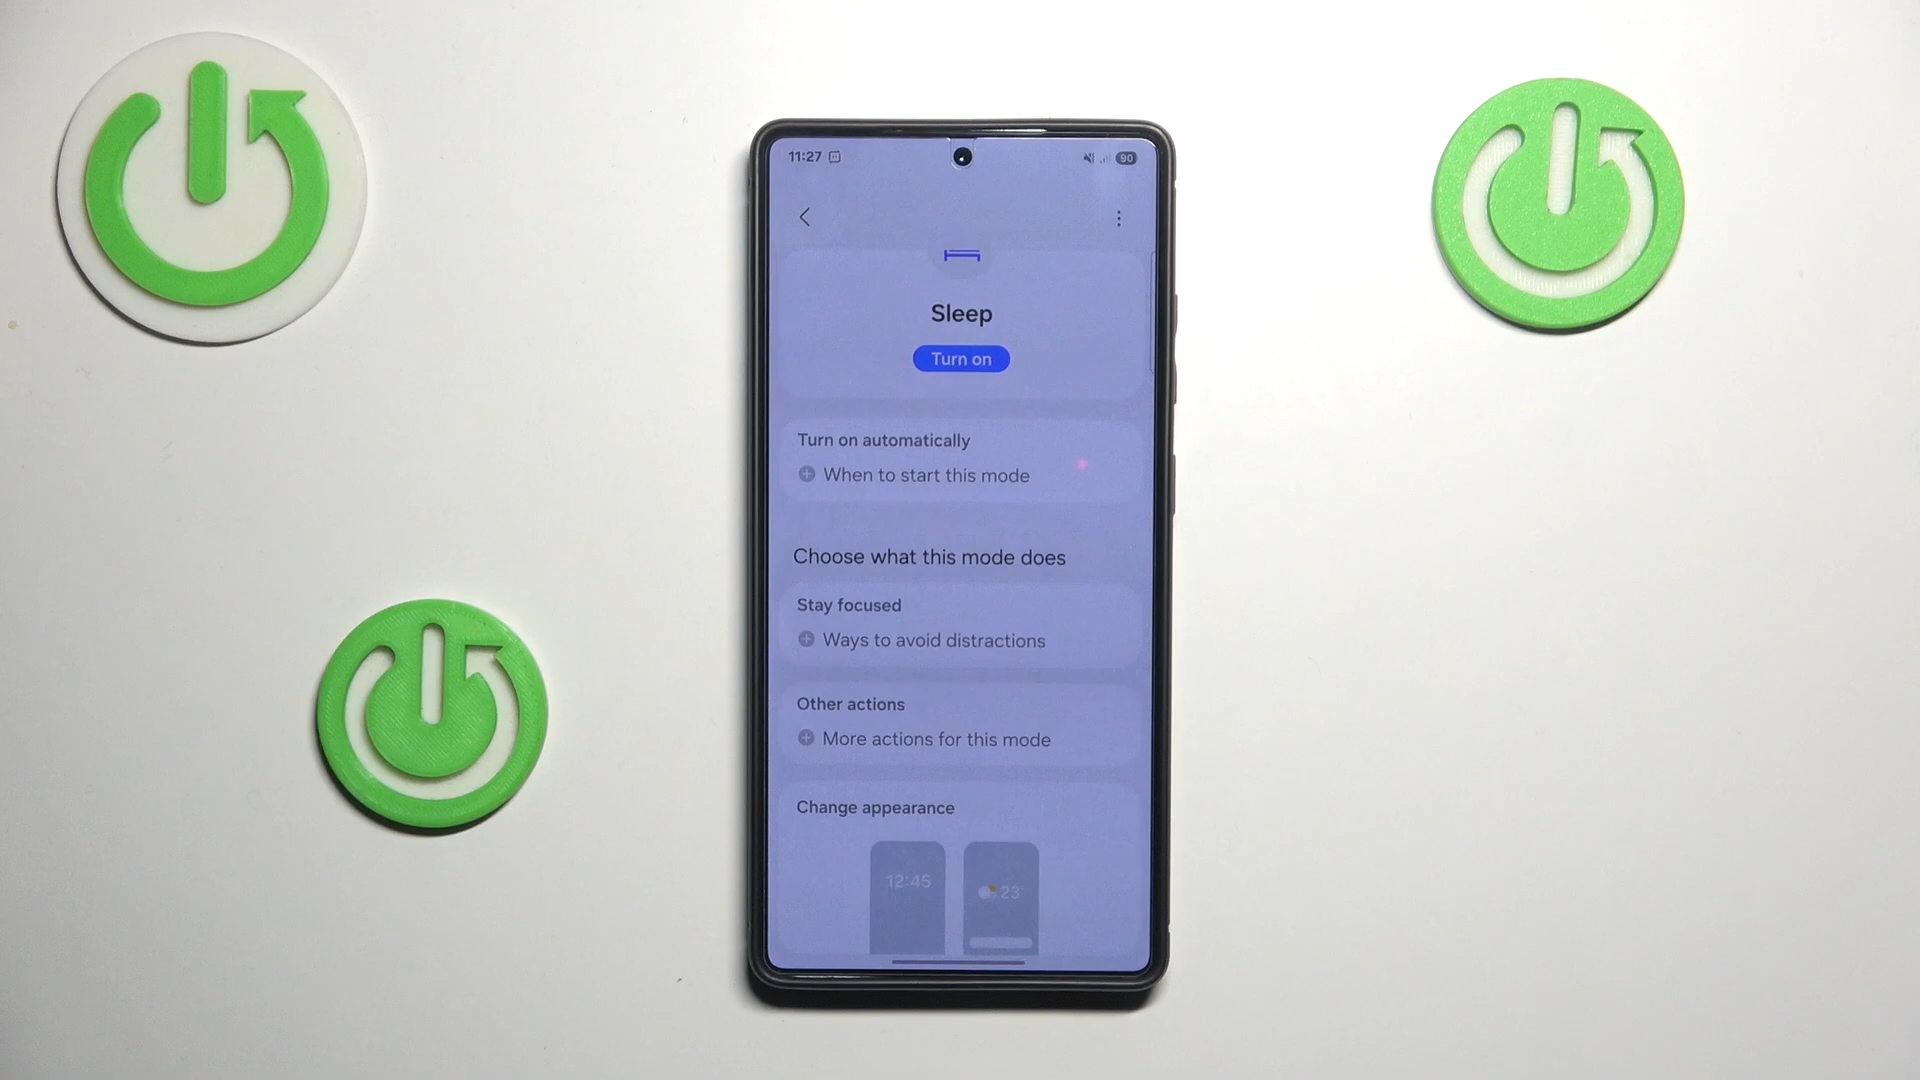 11:27
90
Sleep
Turn on
Turn on automatically
When to start this mode
Choose what this mode does
Stay focused
Ways to avoid distractions
Other actions
More actions for this mode
Change appearance
12:45
23°